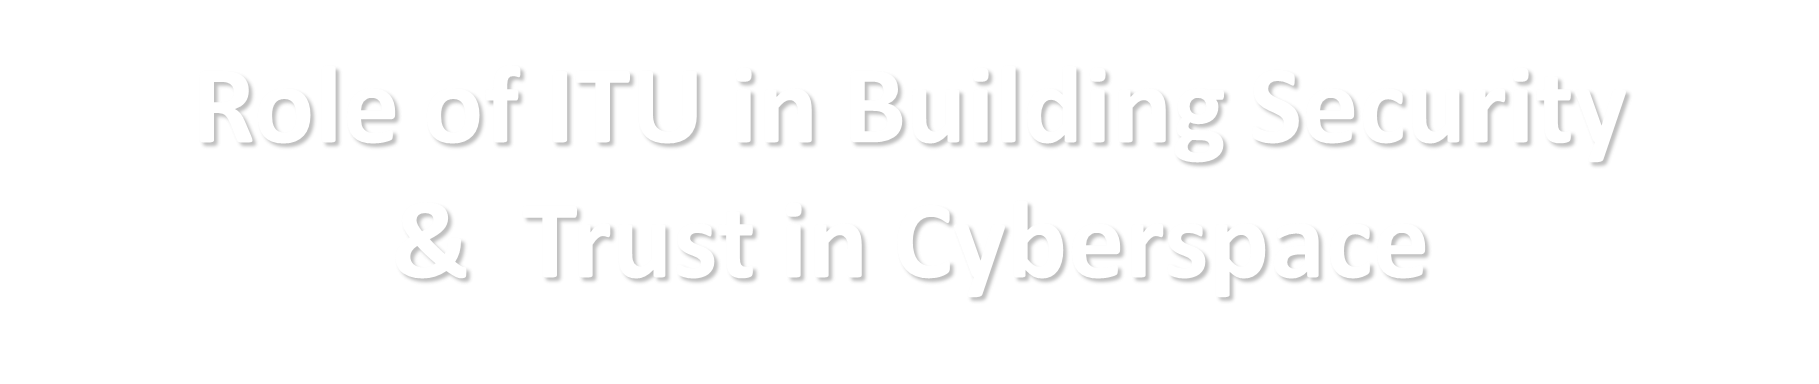 Role of ITU in Building Security
& Trust in Cyberspace